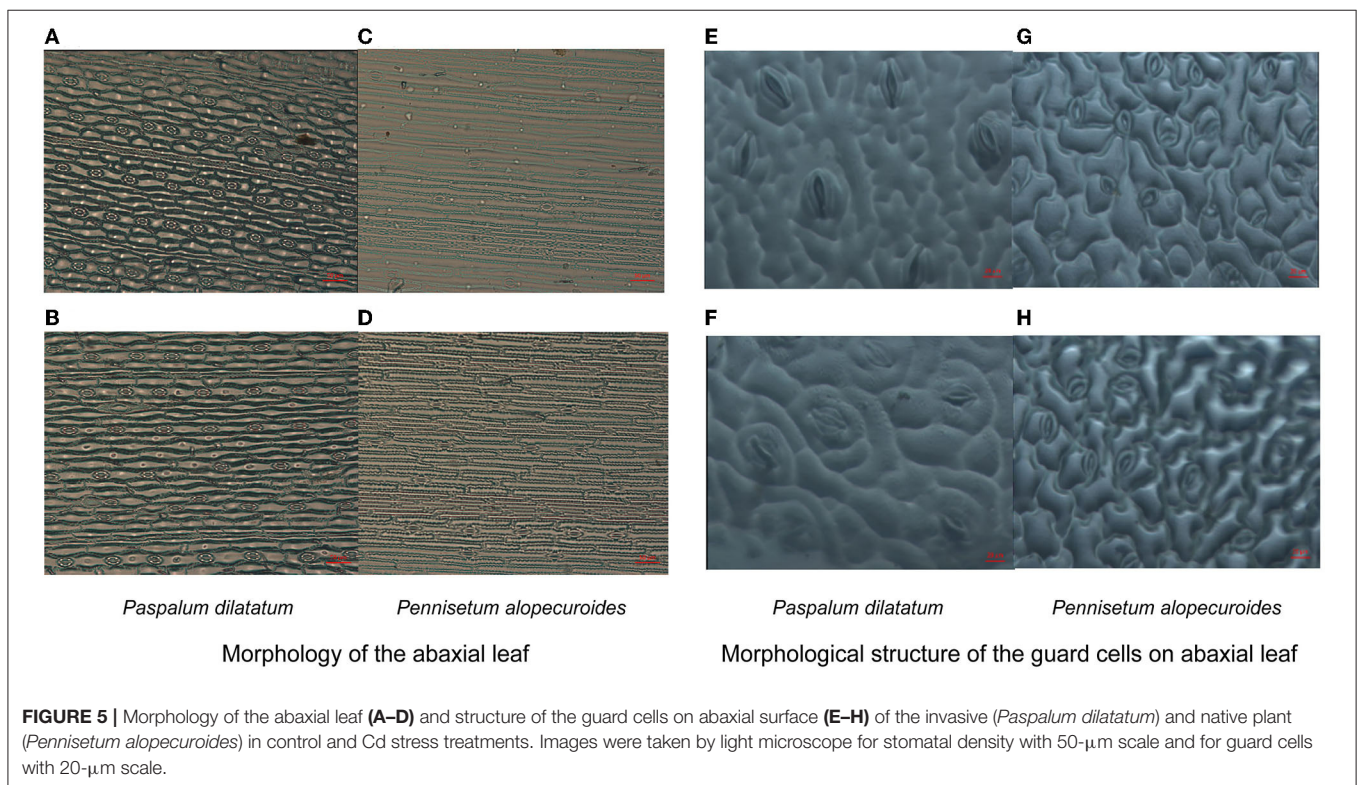 A
C
E
G
B
D
F
H
Paspalum dilatatum
Pennisetum alopecuroides
Paspalum dilatatum
Pennisetum alopecuroides
Morphology of the abaxial leaf
Morphological structure of the guard cells on abaxial leaf
FIGURE 5 | Morphology of the abaxial leaf (A–D) and structure of the guard cells on abaxial surface (E–H) of the invasive (Paspalum dilatatum) and native plant
(Pennisetum alopecuroides) in control and Cd stress treatments. Images were taken by light microscope for stomatal density with 50-μm scale and for guard cells
with 20-μm scale.